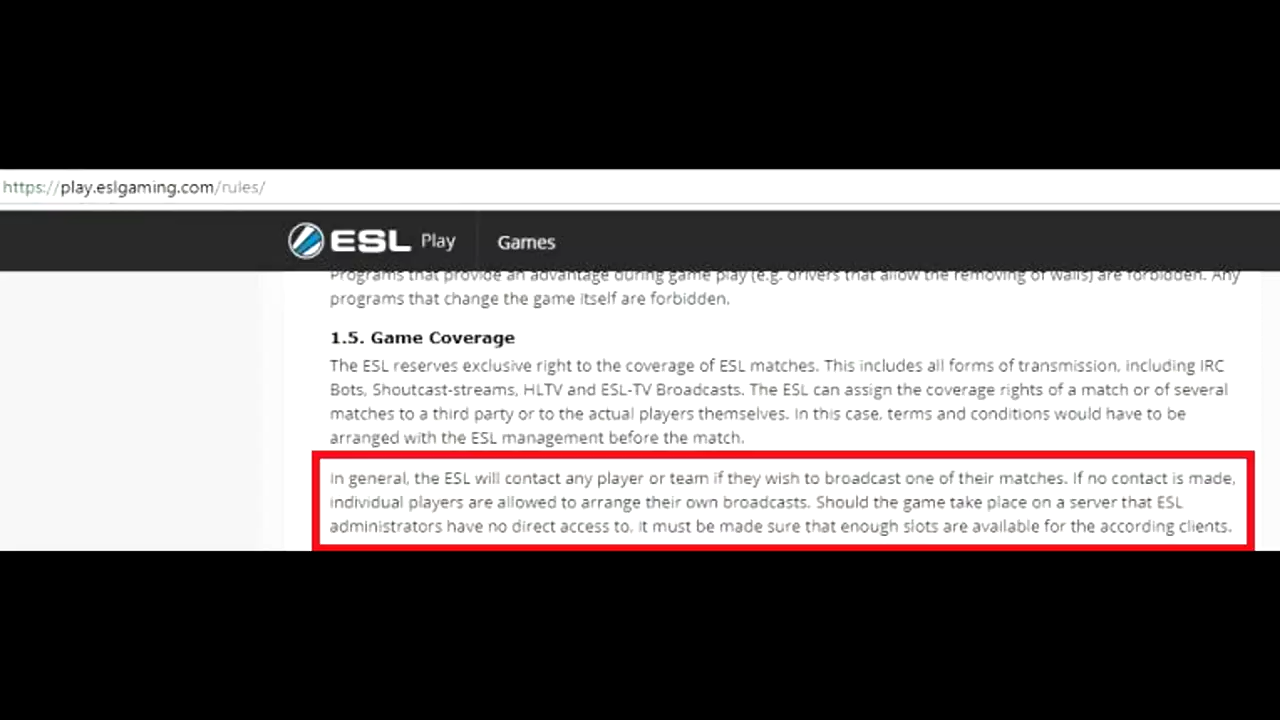 https://play.eslgaming.com/rules/
ESL Play Games
Programs that provide an advantage during game play (e.g. drivers that allow the removing of walls) are forbidden. Any
programs that change the game itself are forbidden.
1.5. Game Coverage
The ESL reserves exclusive right to the coverage of ESL matches. This includes all forms of transmission, including IRC
Bots, Shoutcast-streams, HLTV and ESL-TV Broadcasts. The ESL can assign the coverage rights of a match or of several
matches to a third party or to the actual players themselves. In this case, terms and conditions would have to be
arranged with the ESL management before the match.
In general, the ESL will contact any player or team if they wish to broadcast one of their matches. If no contact is made,
individual players are allowed to arrange their own broadcasts. Should the game take place on a server that ESL
administrators have no direct access to, it must be made sure that enough slots are available for the according clients.